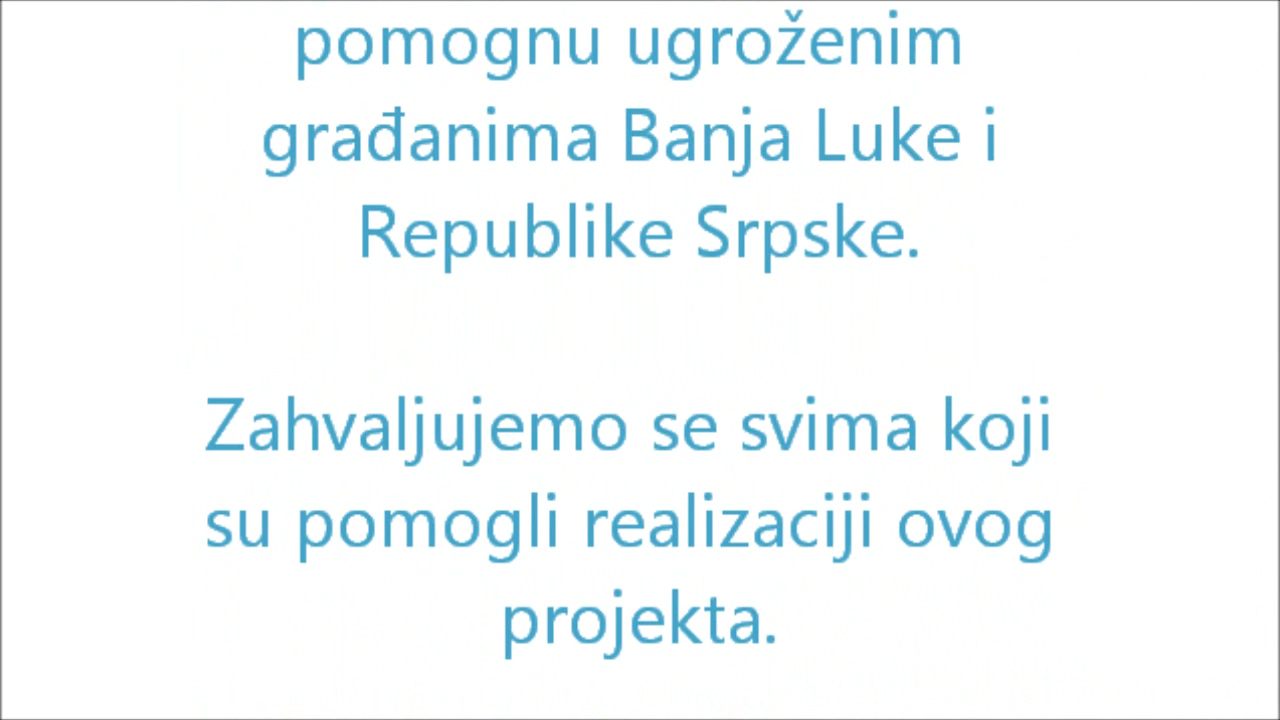 pomognu ugroženim
građanima Banja Luke i
Republike Srpske.
Zahvaljujemo se svima koji
su pomogli realizaciji ovog
projekta.